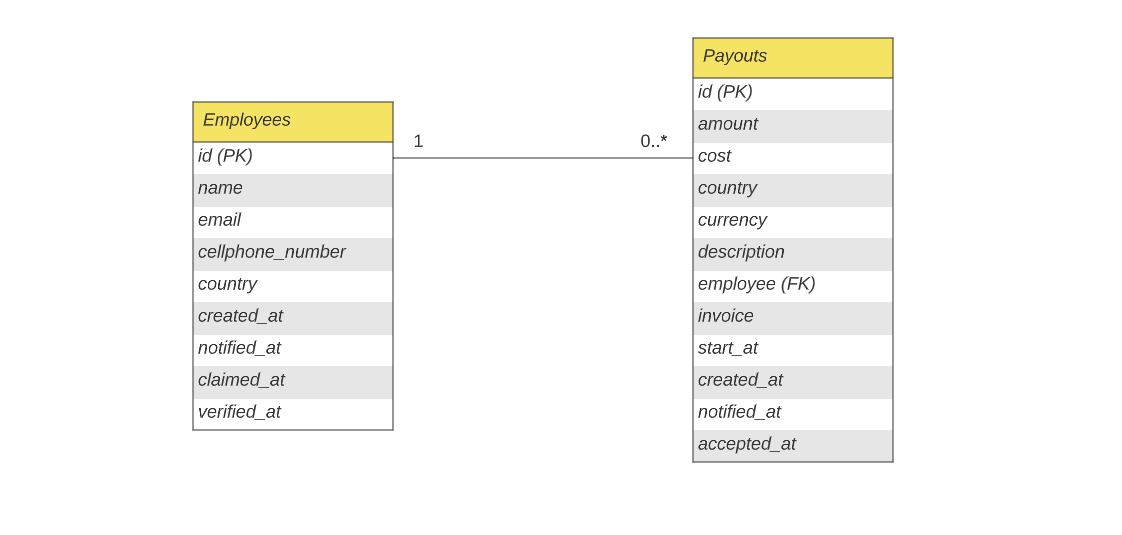 Employees
id (PK)
name
email
cellphone_number
country
created_at
notified_at
claimed_at
verified_at
1
0..*
Payouts
id (PK)
amount
cost
country
currency
description
employee (FK)
invoice
start_at
created_at
notified_at
accepted_at